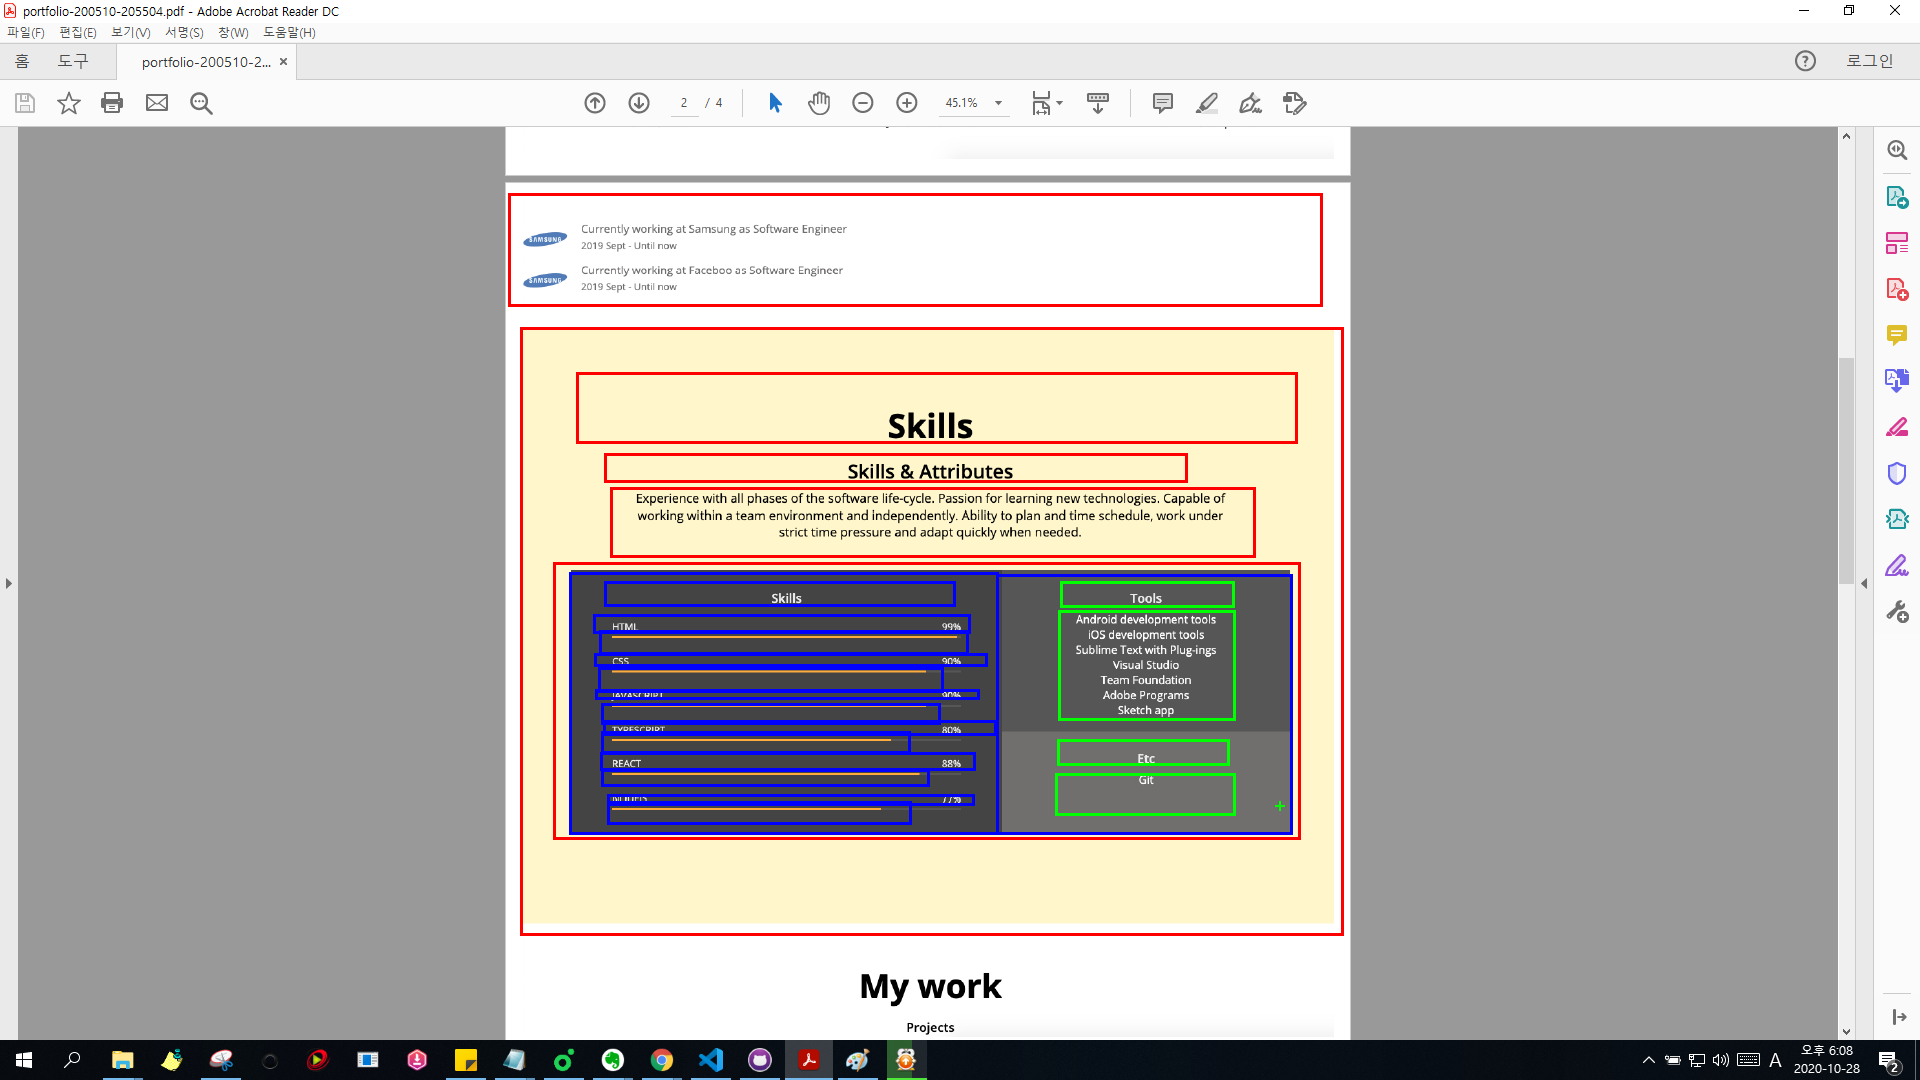 portfolio-200510-205504.pdf - Adobe Acrobat Reader DC
파일(F) 편집(E) 보기(V) 서명(S) 창(W) 도움말(H)
홈 도구 portfolio-200510-2... × 로그인
2 / 4 45.1%
SAMSUNG Currently working at Samsung as Software Engineer
2019 Sept - Until now
SAMSUNG Currently working at Faceboo as Software Engineer
2019 Sept - Until now
Skills
Skills & Attributes
Experience with all phases of the software life-cycle. Passion for learning new technologies. Capable of
working within a team environment and independently. Ability to plan and time schedule, work under
strict time pressure and adapt quickly when needed.
Skills
HTML 99%
CSS 90%
JAVASCRIPT 90%
TYPESCRIPT 80%
REACT 88%
NODEJS 77%
Tools
Android development tools
iOS development tools
Sublime Text with Plug-ings
Visual Studio
Team Foundation
Adobe Programs
Sketch app
Etc
Git
My work
Projects
A 오후 6:08
2020-10-28 2